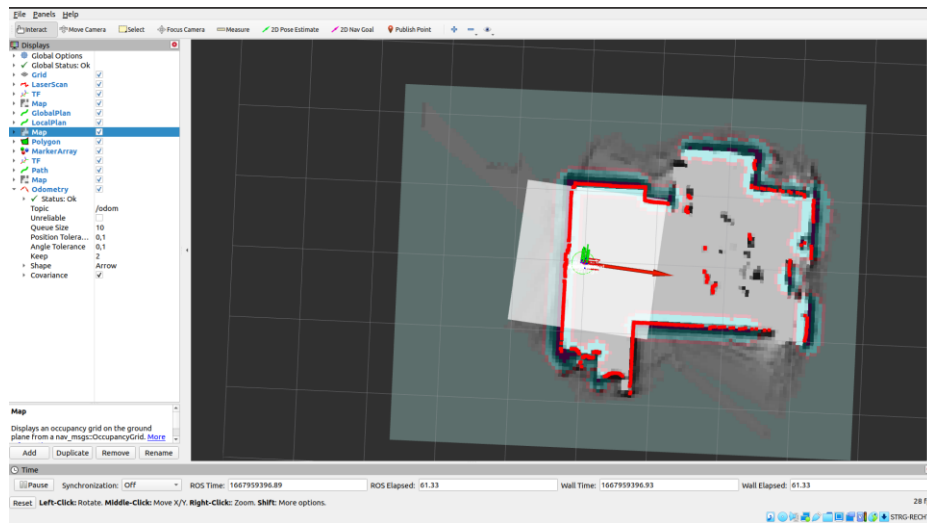 File Panels Help
Interact Move Camera Select Focus Camera Measure 2D Pose Estimate 2D Nav Goal Publish Point
Displays
Global Options
Global Status: Ok
Grid
LaserScan
TF
Map
GlobalPlan
LocalPlan
Map
Polygon
MarkerArray
TF
Path
Map
Odometry
Status: Ok
Topic /odom
Unreliable
Queue Size 10
Position Tolera... 0,1
Angle Tolerance 0,1
Keep 2
Shape Arrow
Covariance
Map
Displays an occupancy grid on the ground
plane from a nav_msgs::OccupancyGrid. More
Add Duplicate Remove Rename
Time
Pause Synchronization: Off ROS Time: 1667959396.89 ROS Elapsed: 61.33 Wall Time: 1667959396.93 Wall Elapsed: 61.33
Reset Left-Click: Rotate. Middle-Click: Move X/Y. Right-Click: Zoom. Shift: More options. 28 f
STRG-RECH